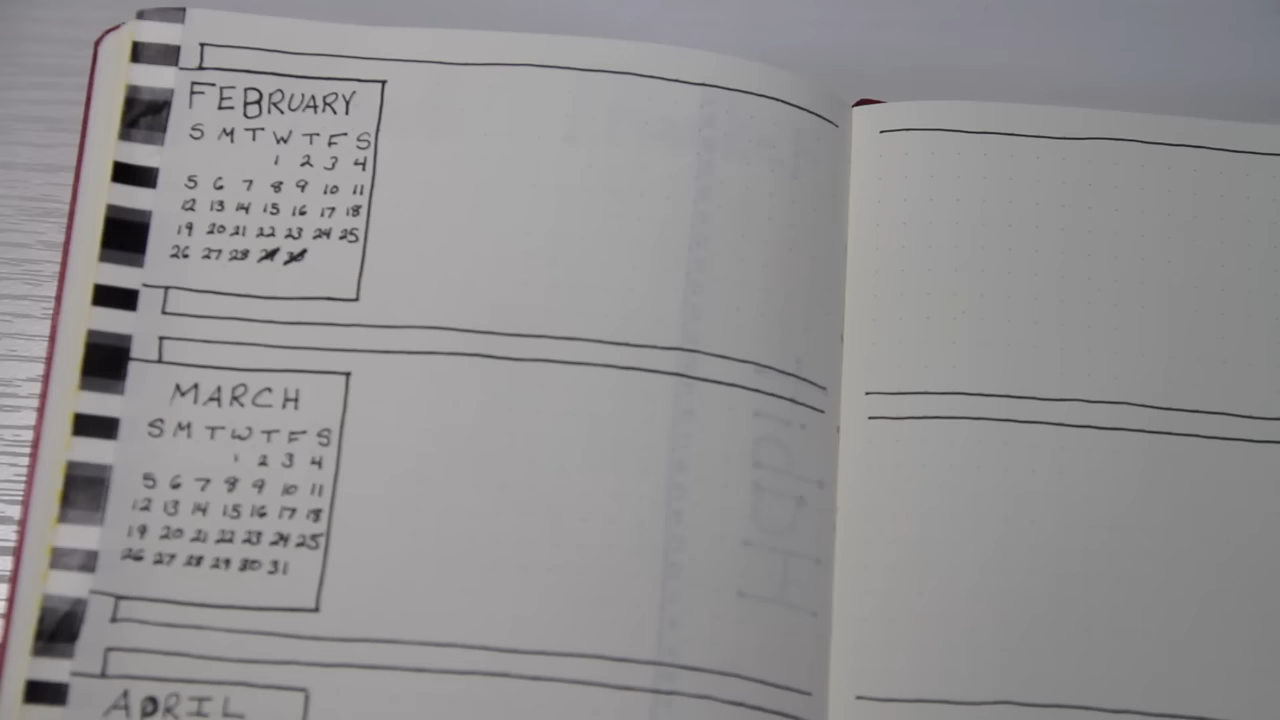 FEBRUARY
S M T W T F S
1 2 3 4
5 6 7 8 9 10 11
12 13 14 15 16 17 18
19 20 21 22 23 24 25
26 27 28
MARCH
S M T W T F S
1 2 3 4
5 6 7 8 9 10 11
12 13 14 15 16 17 18
19 20 21 22 23 24 25
26 27 28 29 30 31
APRIL